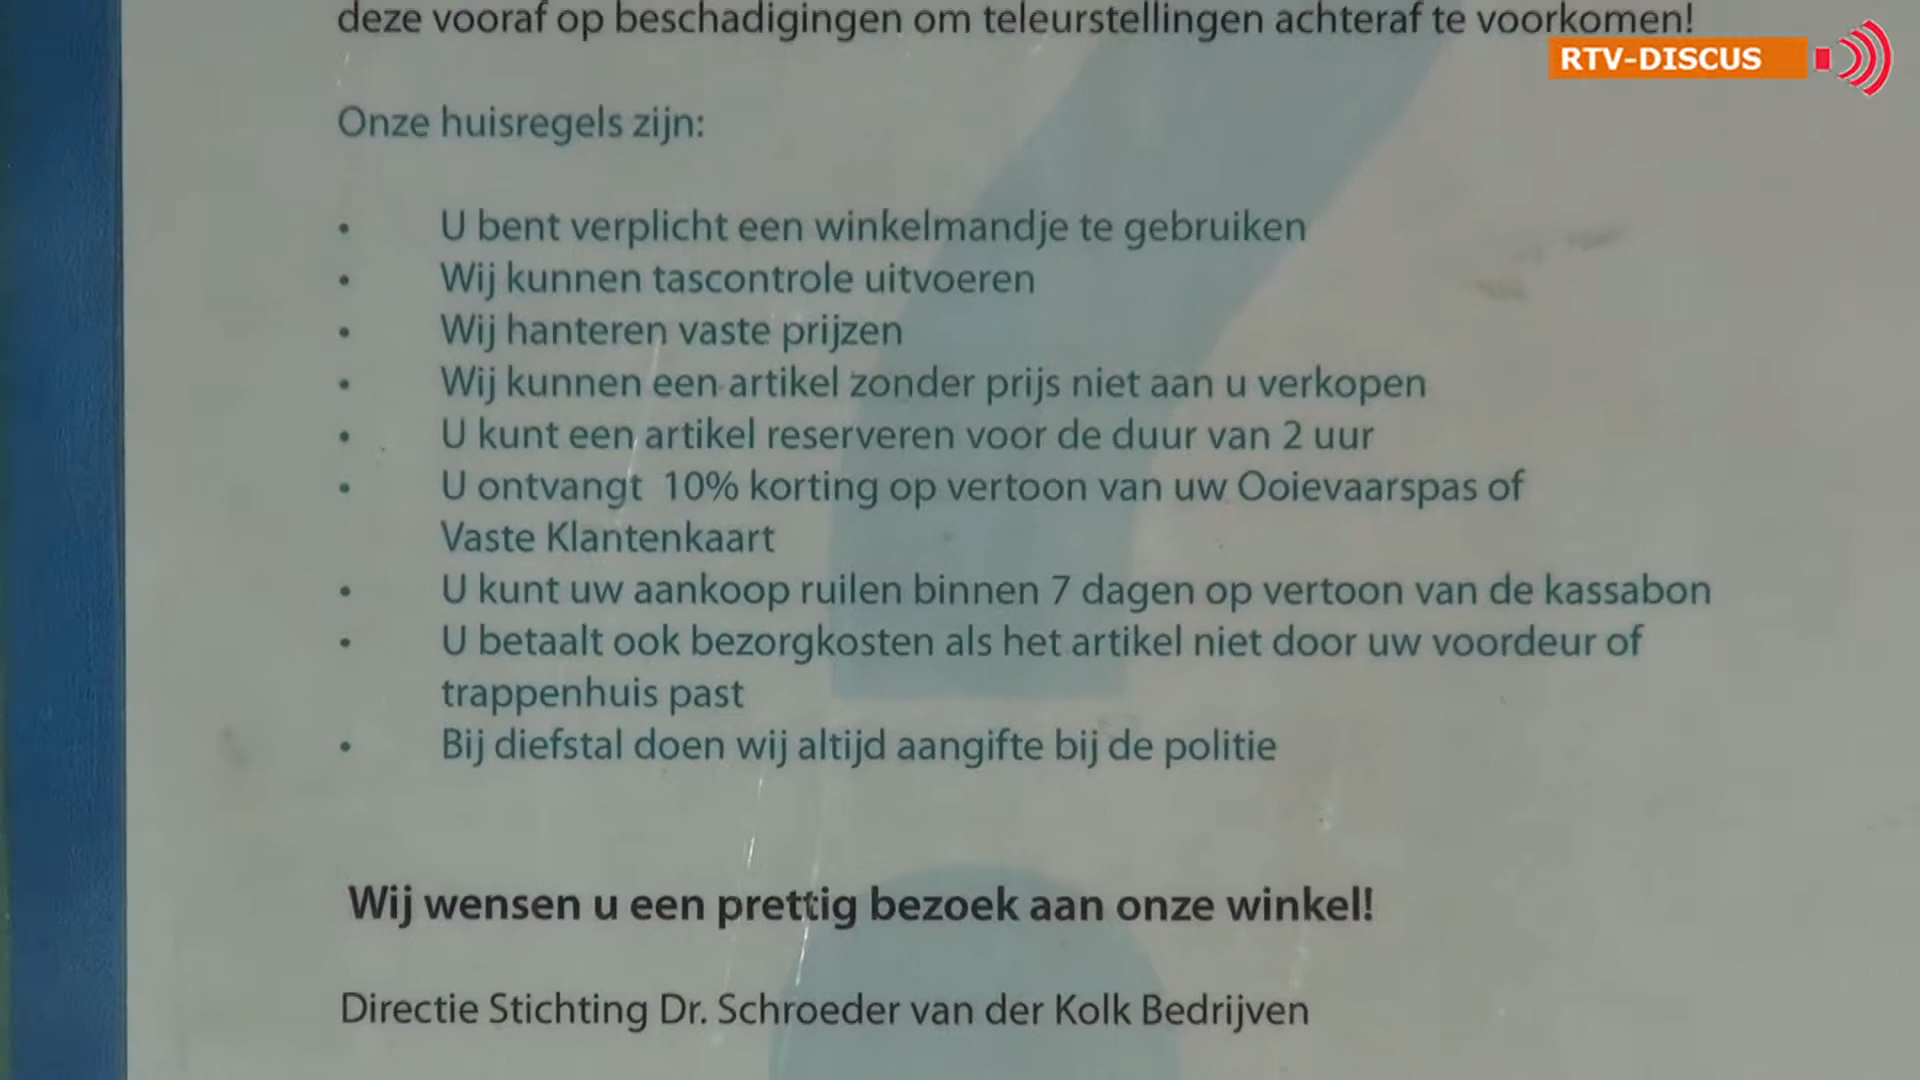 deze vooraf op beschadigingen om teleurstellingen achteraf te voorkomen!
RTV-DISCUS
Onze huisregels zijn:
• U bent verplicht een winkelmandje te gebruiken
• Wij kunnen tascontrole uitvoeren
• Wij hanteren vaste prijzen
• Wij kunnen een artikel zonder prijs niet aan u verkopen
• U kunt een artikel reserveren voor de duur van 2 uur
• U ontvangt 10% korting op vertoon van uw Ooievaarspas of
Vaste Klantenkaart
• U kunt uw aankoop ruilen binnen 7 dagen op vertoon van de kassabon
• U betaalt ook bezorgkosten als het artikel niet door uw voordeur of
trappenhuis past
• Bij diefstal doen wij altijd aangifte bij de politie
Wij wensen u een prettig bezoek aan onze winkel!
Directie Stichting Dr. Schroeder van der Kolk Bedrijven